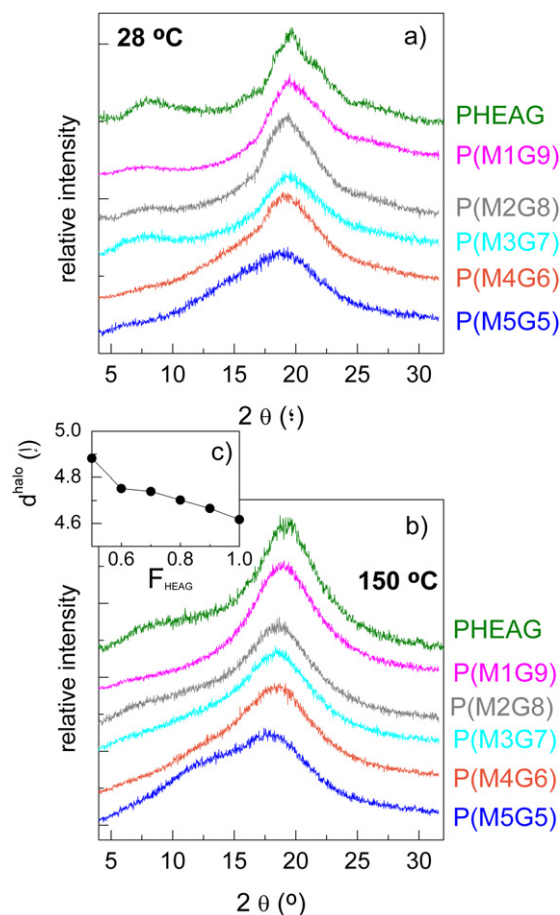 28 ºC
a)
relative intensity
PHEAG
P(M1G9)
P(M2G8)
P(M3G7)
P(M4G6)
P(M5G5)
5 10 15 20 25 30
2 θ
c)
d^halo
5.0
4.8
4.6
0.6 0.8 1.0
F_HEAG
b)
150 ºC
relative intensity
PHEAG
P(M1G9)
P(M2G8)
P(M3G7)
P(M4G6)
P(M5G5)
5 10 15 20 25 30
2 θ (º)